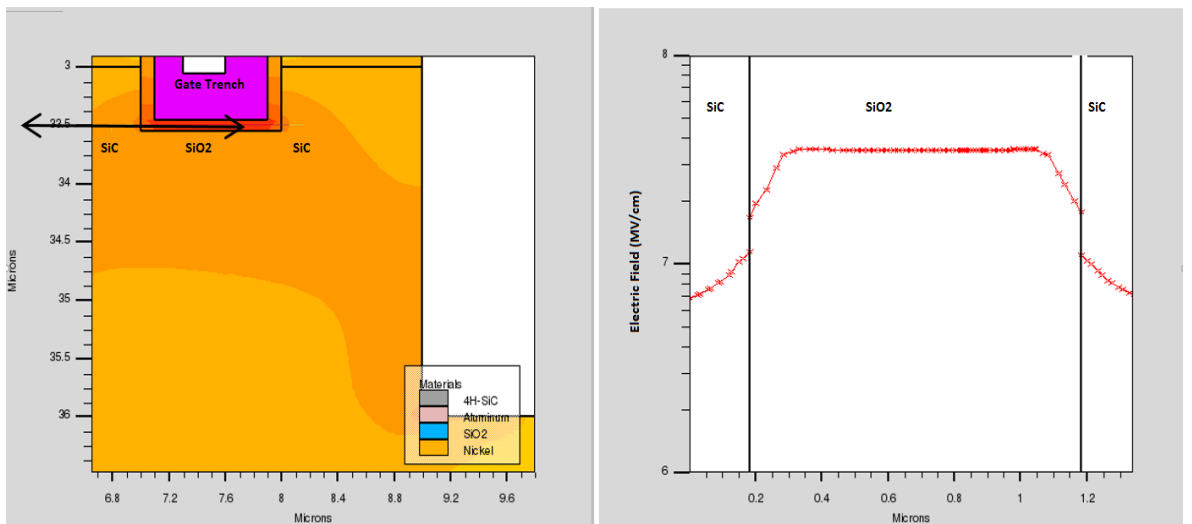 3
Gate Trench
33.5
SiC
SiO2
SiC
34
34.5
35
35.5
36
Microns
Materials
4H-SiC
Aluminum
SiO2
Nickel
6.8
7.2
7.6
8
8.4
8.8
9.2
9.6
Microns
8
SiC
SiO2
SiC
7
6
Electric Field (MV/cm)
0.2
0.4
0.6
0.8
1
1.2
Microns